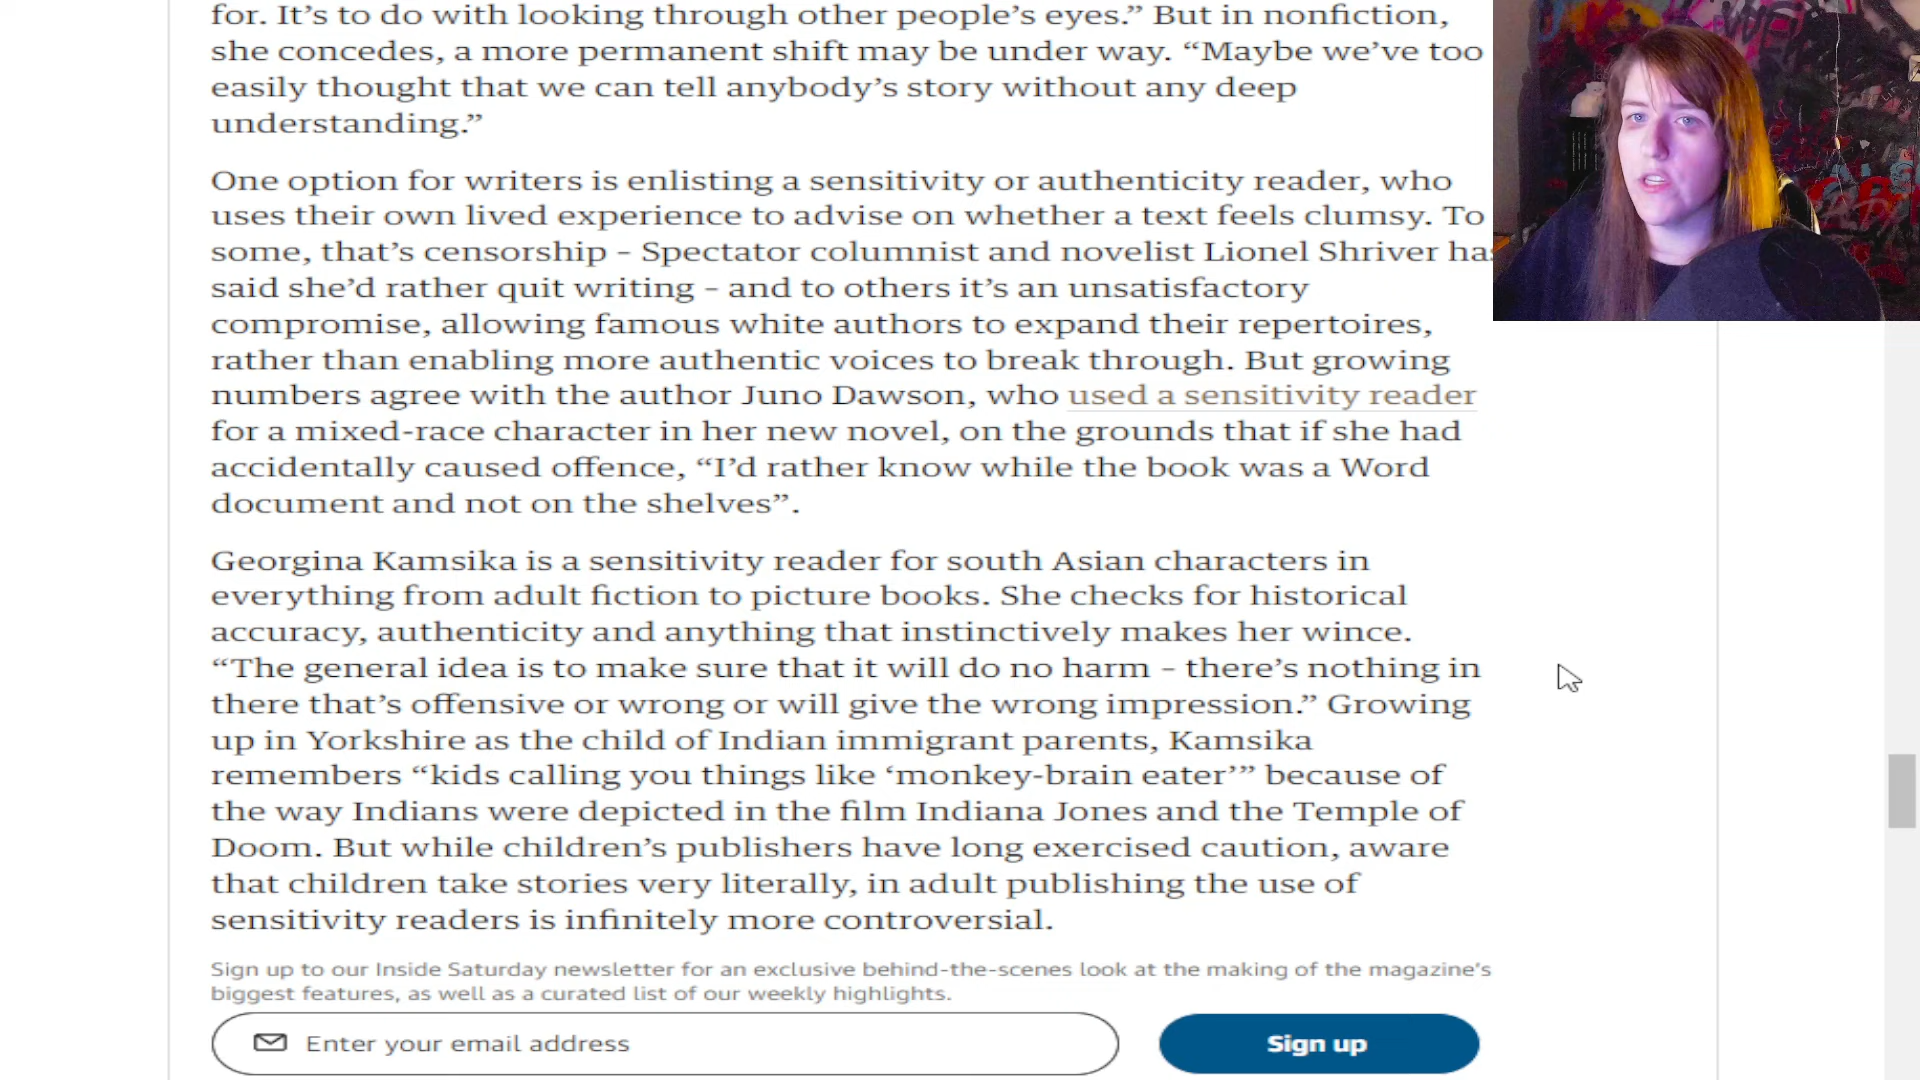 for. It’s to do with looking through other people’s eyes.” But in nonfiction,
she concedes, a more permanent shift may be under way. “Maybe we’ve too
easily thought that we can tell anybody’s story without any deep
understanding.”
One option for writers is enlisting a sensitivity or authenticity reader, who
uses their own lived experience to advise on whether a text feels clumsy. To
some, that’s censorship – Spectator columnist and novelist Lionel Shriver has
said she’d rather quit writing – and to others it’s an unsatisfactory
compromise, allowing famous white authors to expand their repertoires,
rather than enabling more authentic voices to break through. But growing
numbers agree with the author Juno Dawson, who used a sensitivity reader
for a mixed-race character in her new novel, on the grounds that if she had
accidentally caused offence, “I’d rather know while the book was a Word
document and not on the shelves”.
Georgina Kamsika is a sensitivity reader for south Asian characters in
everything from adult fiction to picture books. She checks for historical
accuracy, authenticity and anything that instinctively makes her wince.
“The general idea is to make sure that it will do no harm – there’s nothing in
there that’s offensive or wrong or will give the wrong impression.” Growing
up in Yorkshire as the child of Indian immigrant parents, Kamsika
remembers “kids calling you things like ‘monkey-brain eater’” because of
the way Indians were depicted in the film Indiana Jones and the Temple of
Doom. But while children’s publishers have long exercised caution, aware
that children take stories very literally, in adult publishing the use of
sensitivity readers is infinitely more controversial.
Sign up to our Inside Saturday newsletter for an exclusive behind-the-scenes look at the making of the magazine’s
biggest features, as well as a curated list of our weekly highlights.
Enter your email address
Sign up